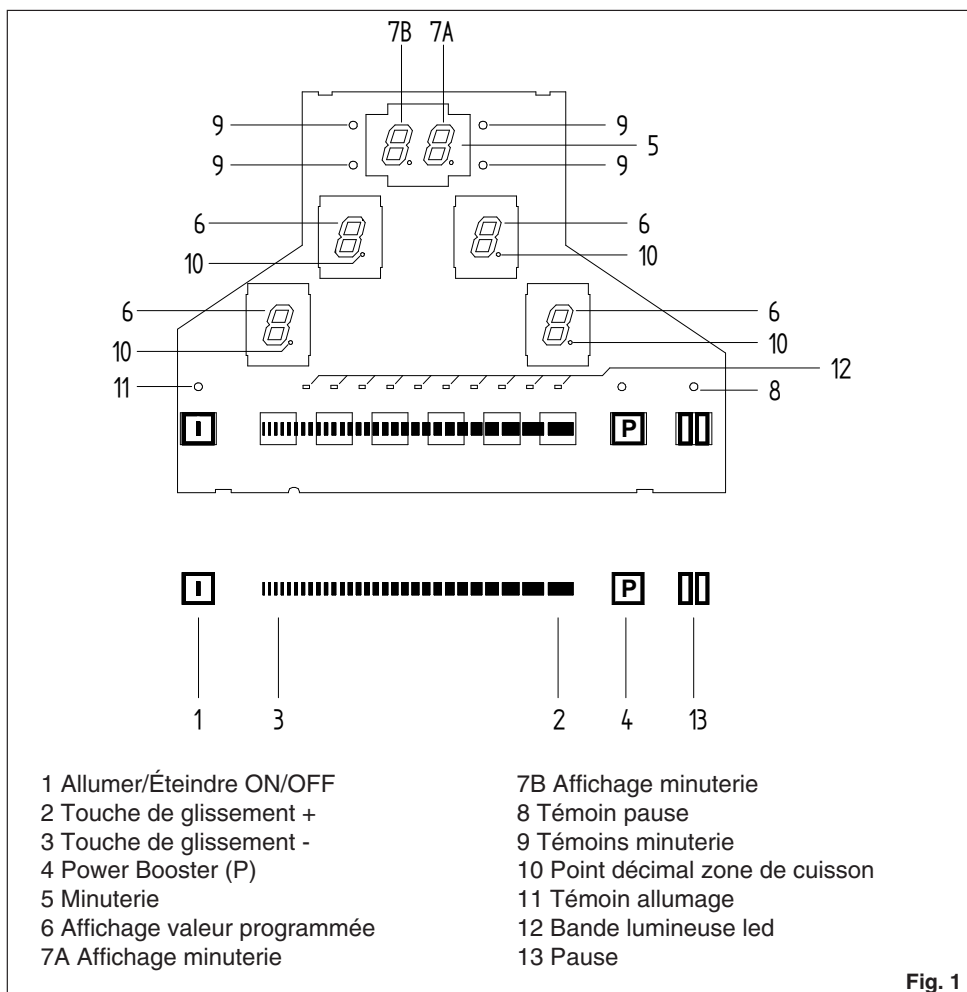 7B 7A
9 9
5
9 9
6 6
10 10
6 6
10 10
12
11 8
I P
I P
1 3 2 4 13
1 Allumer/Éteindre ON/OFF
2 Touche de glissement +
3 Touche de glissement -
4 Power Booster (P)
5 Minuterie
6 Affichage valeur programmée
7A Affichage minuterie
7B Affichage minuterie
8 Témoin pause
9 Témoins minuterie
10 Point décimal zone de cuisson
11 Témoin allumage
12 Bande lumineuse led
13 Pause
Fig. 1